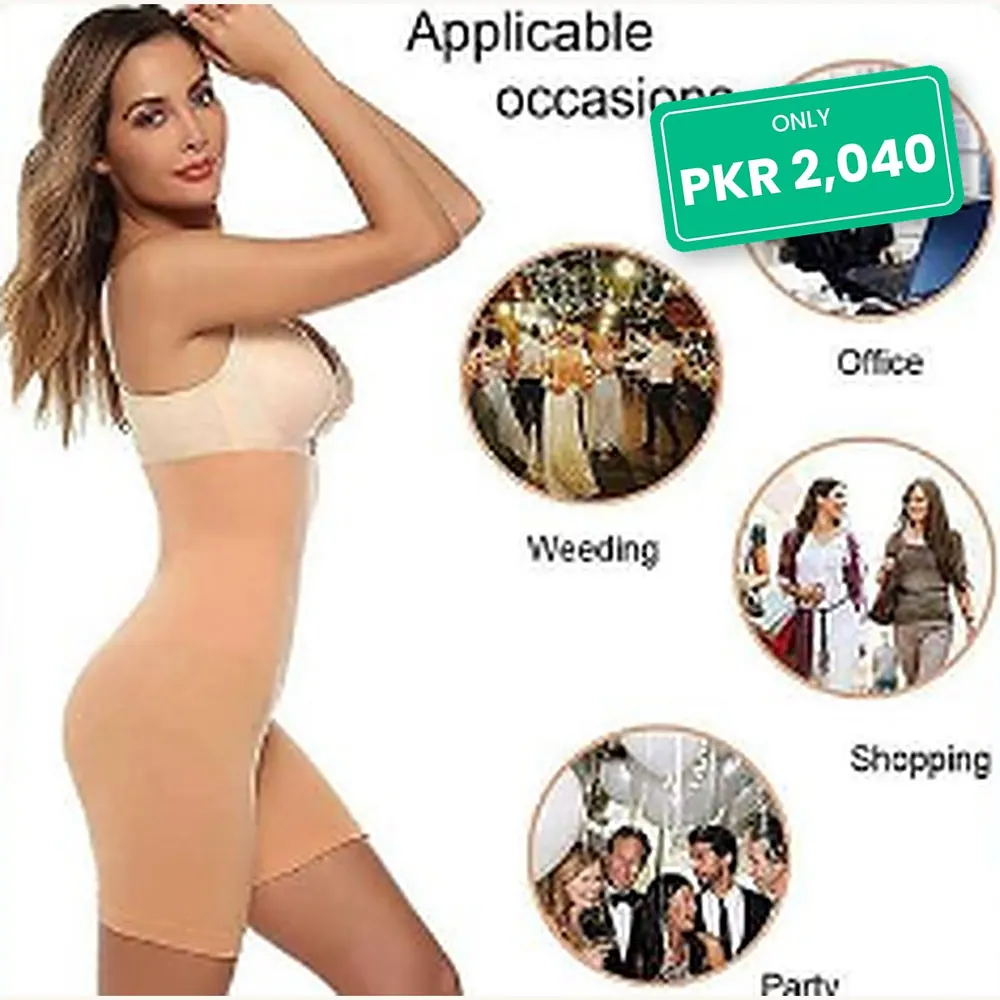 Applicable
occasions
ONLY
PKR 2,040
Office
Weeding
Shopping
Party